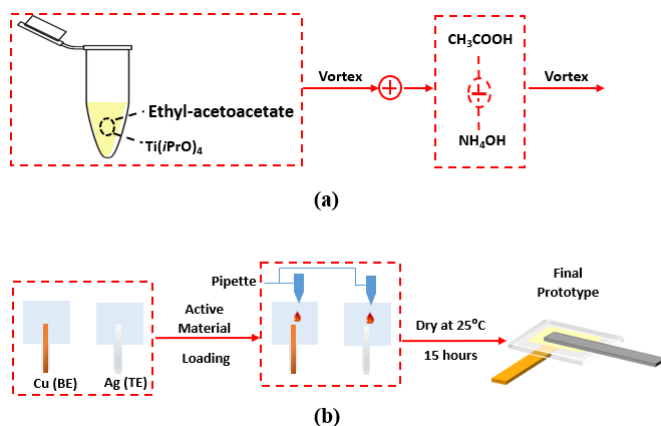 CH₃COOH
Vortex
+
Vortex
Ethyl-acetoacetate
Ti(iPrO)₄
+
NH₄OH
(a)
Pipette
Final
Prototype
Active
Material
Loading
Dry at 25°C
15 hours
Cu (BE)
Ag (TE)
(b)